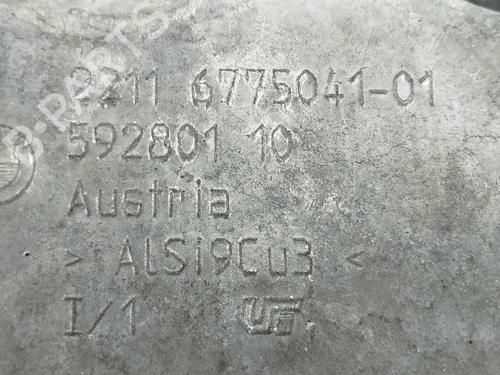 2211 6775041-01
592801 10
Austria
> AlSi9Cu3 <
I/1